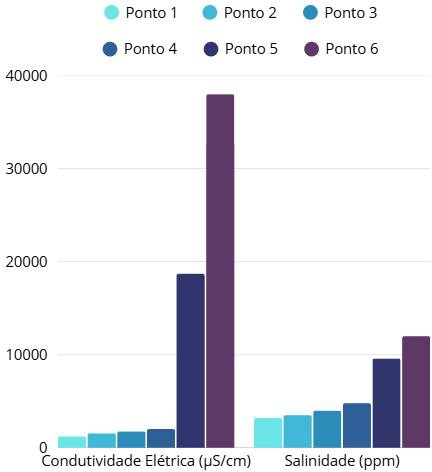 Ponto 1 Ponto 2 Ponto 3
Ponto 4 Ponto 5 Ponto 6
40000
30000
20000
10000
0
Condutividade Elétrica (µS/cm) Salinidade (ppm)